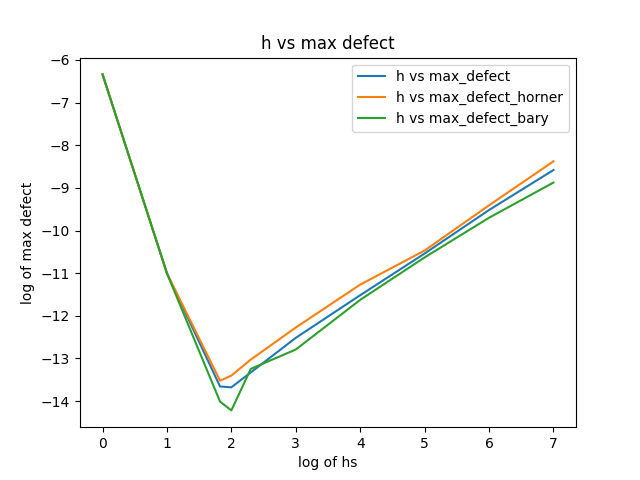 h vs max defect
h vs max_defect
h vs max_defect_horner
h vs max_defect_bary
log of max defect
−6
−7
−8
−9
−10
−11
−12
−13
−14
0 1 2 3 4 5 6 7
log of hs